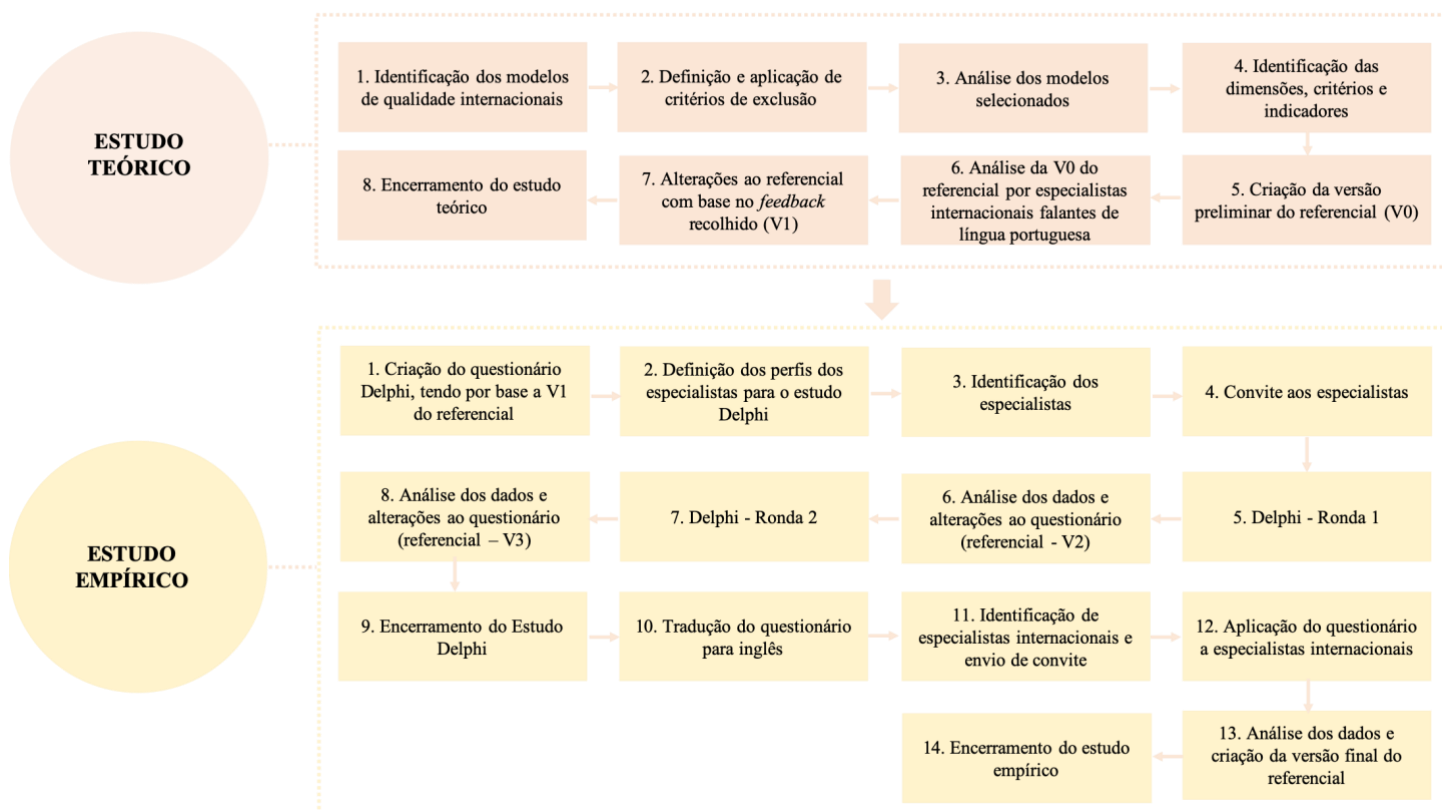 ESTUDO
TEÓRICO
1. Identificação dos modelos
de qualidade internacionais
2. Definição e aplicação de
critérios de exclusão
3. Análise dos modelos
selecionados
4. Identificação das
dimensões, critérios e
indicadores
5. Criação da versão
preliminar do referencial (V0)
6. Análise da V0 do
referencial por especialistas
internacionais falantes de
língua portuguesa
7. Alterações ao referencial
com base no feedback
recolhido (V1)
8. Encerramento do estudo
teórico
ESTUDO
EMPÍRICO
1. Criação do questionário
Delphi, tendo por base a V1
do referencial
2. Definição dos perfis dos
especialistas para o estudo
Delphi
3. Identificação dos
especialistas
4. Convite aos especialistas
5. Delphi - Ronda 1
6. Análise dos dados e
alterações ao questionário
(referencial - V2)
7. Delphi - Ronda 2
8. Análise dos dados e
alterações ao questionário
(referencial – V3)
9. Encerramento do Estudo
Delphi
10. Tradução do questionário
para inglês
11. Identificação de
especialistas internacionais e
envio de convite
12. Aplicação do questionário
a especialistas internacionais
13. Análise dos dados e
criação da versão final do
referencial
14. Encerramento do estudo
empírico